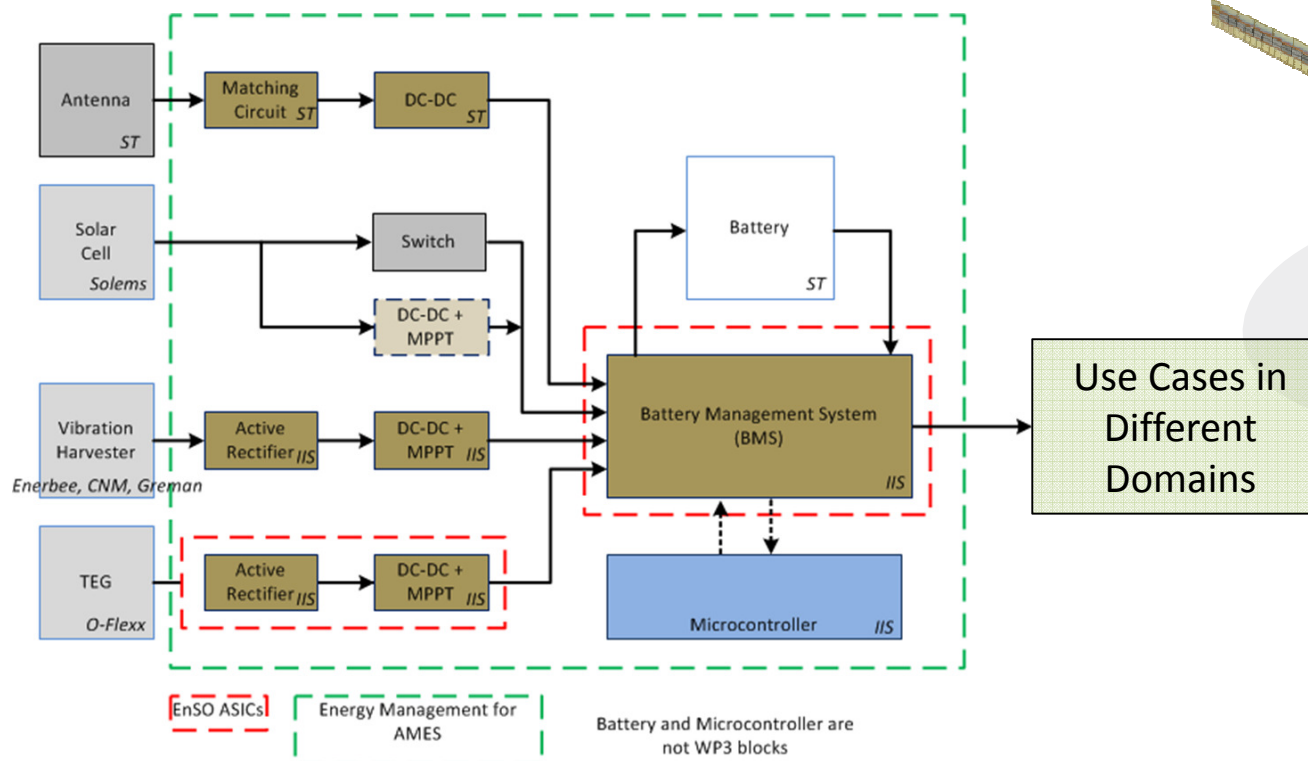 Antenna
ST
Matching
Circuit ST
DC-DC
ST
Solar
Cell
Solems
Switch
DC-DC +
MPPT
Battery
ST
Vibration
Harvester
Enerbee, CNM, Greman
Active
Rectifier IIS
DC-DC +
MPPT IIS
Battery Management System
(BMS)
IIS
Use Cases in
Different
Domains
TEG
O-Flexx
Active
Rectifier IIS
DC-DC +
MPPT IIS
Microcontroller IIS
EnSO ASICs
Energy Management for
AMES
Battery and Microcontroller are
not WP3 blocks